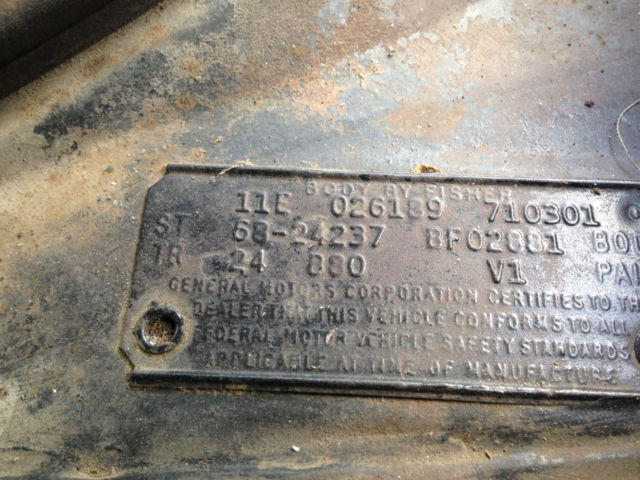 BODY BY FISHER
11E 026189 710301
ST 68-24237 BF02881 BO
TR 24 B80 V1 PA
GENERAL MOTORS CORPORATION CERTIFIES TO TH
DEALER THAT THIS VEHICLE CONFORMS TO ALL
FEDERAL MOTOR VEHICLE SAFETY STANDARDS
APPLICABLE AT TIME OF MANUFACTURE